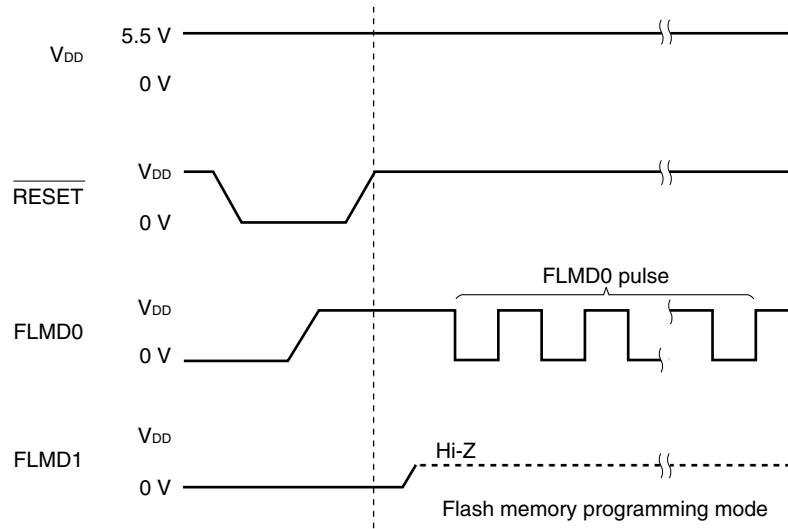 5.5 V
VDD
0 V
VDD
RESET
0 V
FLMD0 pulse
VDD
FLMD0
0 V
VDD
Hi-Z
FLMD1
0 V
Flash memory programming mode